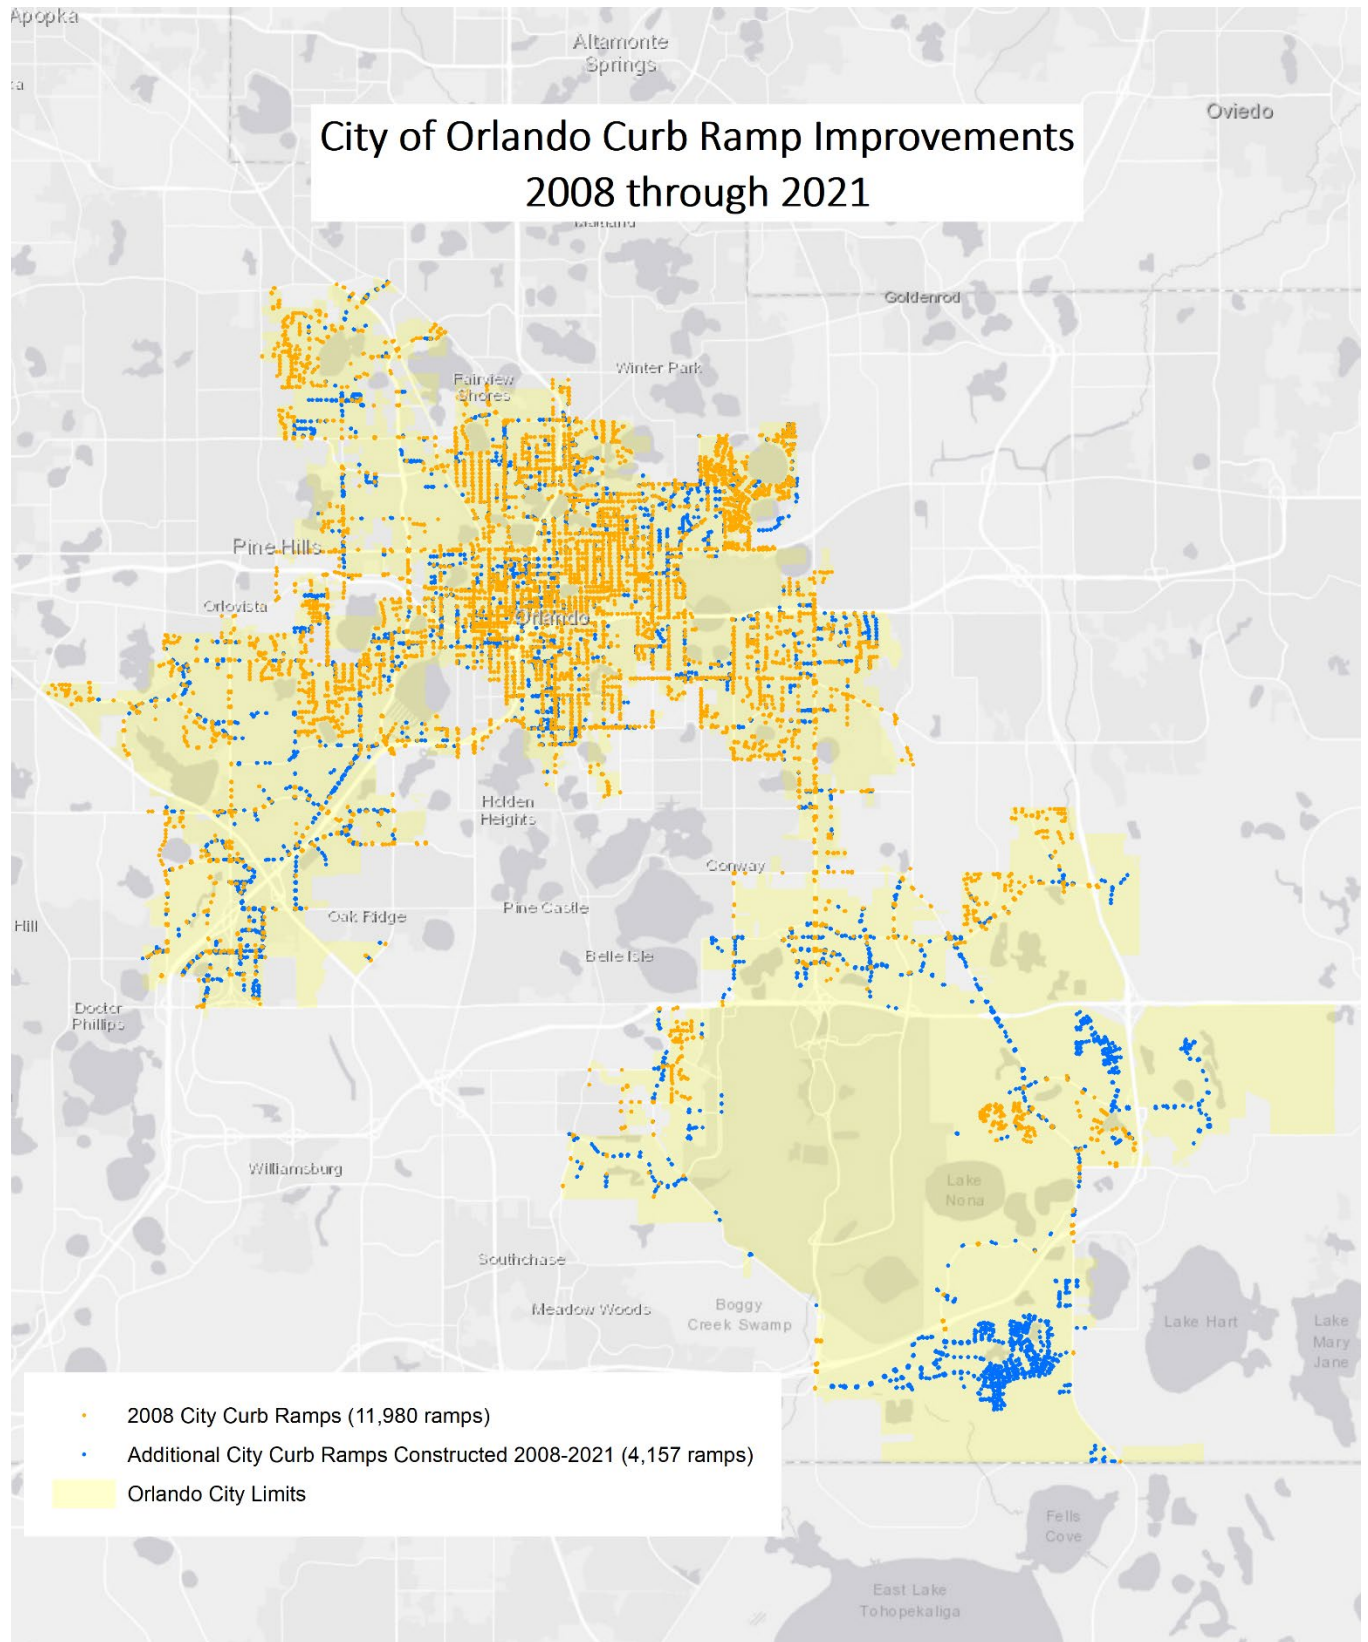 Apopka
Altamonte
Springs
Oviedo
City of Orlando Curb Ramp Improvements
2008 through 2021
Goldenrod
Winter Park
Fairview
Shores
Pine Hills
Orlovista
Orlando
Holden
Heights
Conway
Pine Castle
Oak Ridge
Hill
Belle Isle
Doctor
Phillips
Williamsburg
Lake
Nona
Southchase
Meadow Woods
Boggy
Creek Swamp
Lake Hart
Lake
Mary
Jane
2008 City Curb Ramps (11,980 ramps)
Additional City Curb Ramps Constructed 2008-2021 (4,157 ramps)
Orlando City Limits
Fells
Cove
East Lake
Tohopekaliga